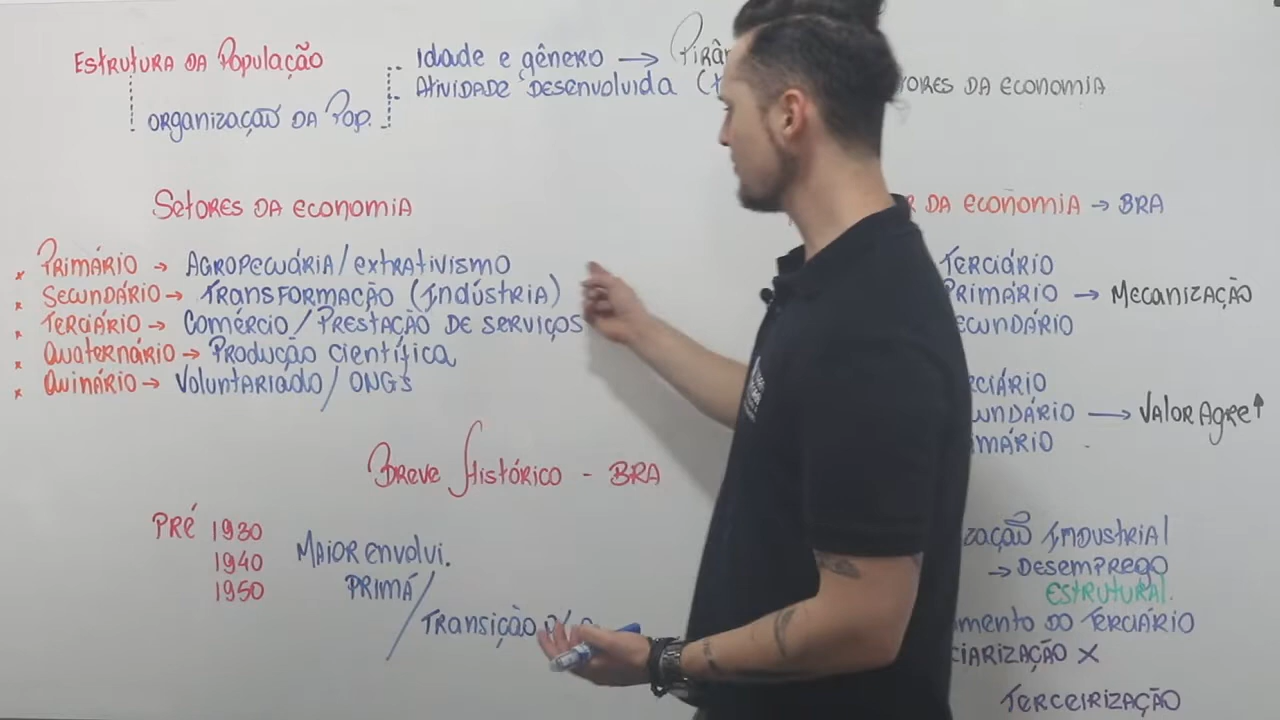 Estrutura da População
Idade e gênero →
Atividade desenvolvida
da economia
organização da Pop.
Setores da economia
da economia → BRA
* Primário → Agropecuária/extrativismo
* Secundário → Transformação (Indústria)
* Terciário → Comércio/Prestação de serviços
* Quaternário → Produção científica
* Quinário → Voluntariado/ONGs
Terciário
Primário → Mecanização
ecundário
rciário
undário → Valor Agre↑
imário
Breve Histórico - BRA
Pré 1930
1940
1950
Maior envolvi.
Primá/
Transição
zação Industrial
→ Desemprego
Estrutural.
mento do Terciário
ciarização X
Terceirização